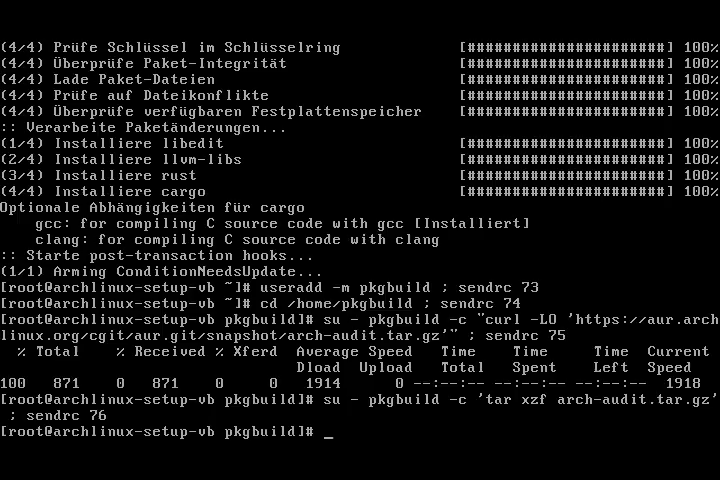 (4/4) Prüfe Schlüssel im Schlüsselring [######################] 100%
(4/4) Überprüfe Paket-Integrität [######################] 100%
(4/4) Lade Paket-Dateien [######################] 100%
(4/4) Prüfe auf Dateikonflikte [######################] 100%
(4/4) Überprüfe verfügbaren Festplattenspeicher [######################] 100%
:: Verarbeite Paketänderungen...
(1/4) Installiere libedit [######################] 100%
(2/4) Installiere llvm-libs [######################] 100%
(3/4) Installiere rust [######################] 100%
(4/4) Installiere cargo [######################] 100%
Optionale Abhängigkeiten für cargo
    gcc: for compiling C source code with gcc [Installiert]
    clang: for compiling C source code with clang
:: Starte post-transaction hooks...
(1/1) Arming ConditionNeedsUpdate...
[root@archlinux-setup-vb ~]# useradd -m pkgbuild ; sendrc 73
[root@archlinux-setup-vb ~]# cd /home/pkgbuild ; sendrc 74
[root@archlinux-setup-vb pkgbuild]# su - pkgbuild -c "curl -LO 'https://aur.arch
linux.org/cgit/aur.git/snapshot/arch-audit.tar.gz'" ; sendrc 75
  % Total    % Received % Xferd  Average Speed   Time    Time     Time  Current
                                 Dload  Upload   Total   Spent    Left  Speed
100   871    0   871    0     0   1914      0 --:--:-- --:--:-- --:--:--  1918
[root@archlinux-setup-vb pkgbuild]# su - pkgbuild -c 'tar xzf arch-audit.tar.gz'
 ; sendrc 76
[root@archlinux-setup-vb pkgbuild]# _